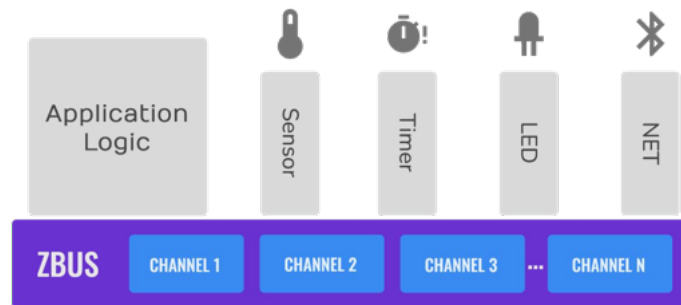 Application
Logic
Sensor
Timer
LED
NET
ZBUS
CHANNEL 1
CHANNEL 2
CHANNEL 3
...
CHANNEL N